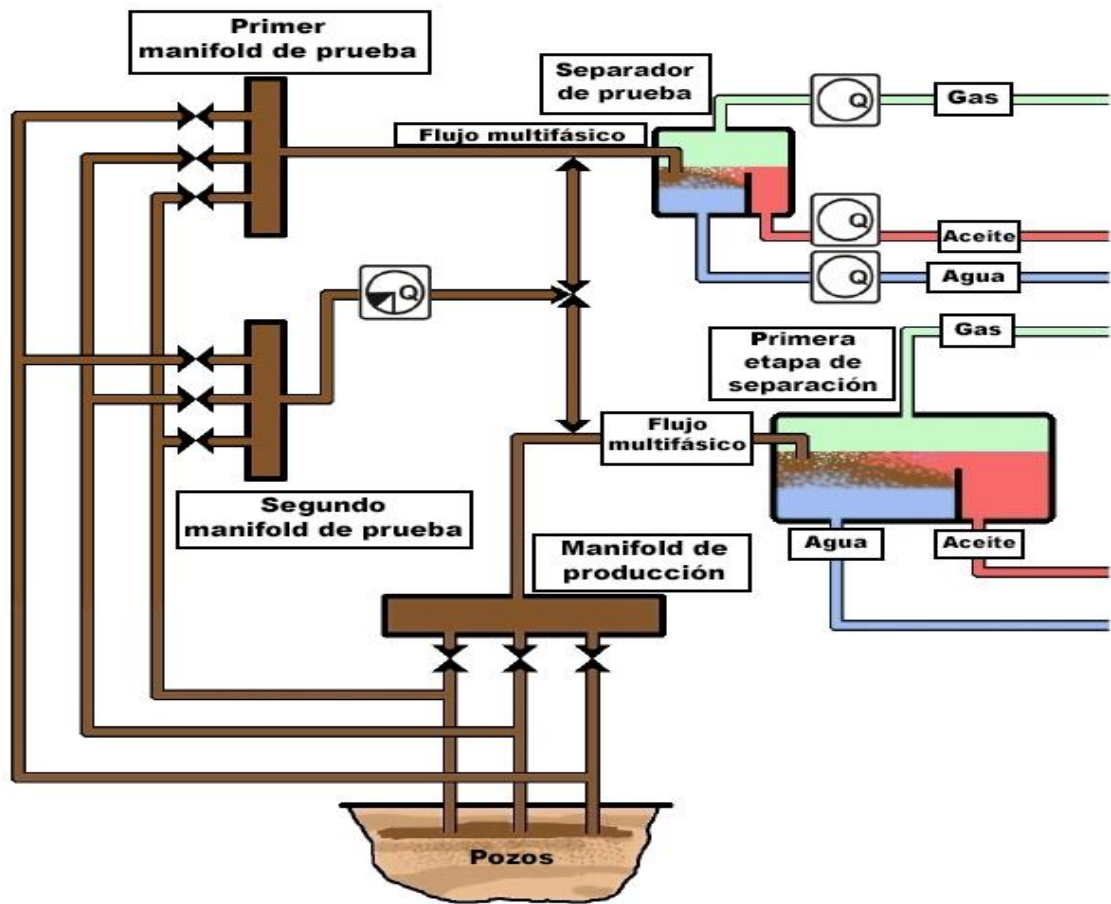 Primer
manifold de prueba
Separador
de prueba
Q
Gas
Flujo multifásico
Q
Aceite
Q
Agua
Q
Gas
Primera
etapa de
separación
Flujo
multifásico
Segundo
manifold de prueba
Agua
Aceite
Manifold de
producción
Pozos